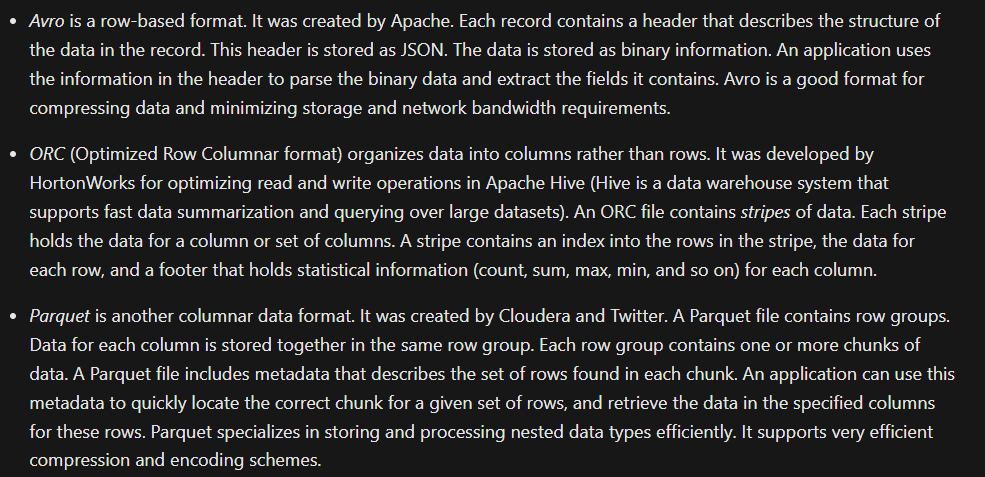 • Avro is a row-based format. It was created by Apache. Each record contains a header that describes the structure of
the data in the record. This header is stored as JSON. The data is stored as binary information. An application uses
the information in the header to parse the binary data and extract the fields it contains. Avro is a good format for
compressing data and minimizing storage and network bandwidth requirements.
• ORC (Optimized Row Columnar format) organizes data into columns rather than rows. It was developed by
HortonWorks for optimizing read and write operations in Apache Hive (Hive is a data warehouse system that
supports fast data summarization and querying over large datasets). An ORC file contains stripes of data. Each stripe
holds the data for a column or set of columns. A stripe contains an index into the rows in the stripe, the data for
each row, and a footer that holds statistical information (count, sum, max, min, and so on) for each column.
• Parquet is another columnar data format. It was created by Cloudera and Twitter. A Parquet file contains row groups.
Data for each column is stored together in the same row group. Each row group contains one or more chunks of
data. A Parquet file includes metadata that describes the set of rows found in each chunk. An application can use this
metadata to quickly locate the correct chunk for a given set of rows, and retrieve the data in the specified columns
for these rows. Parquet specializes in storing and processing nested data types efficiently. It supports very efficient
compression and encoding schemes.